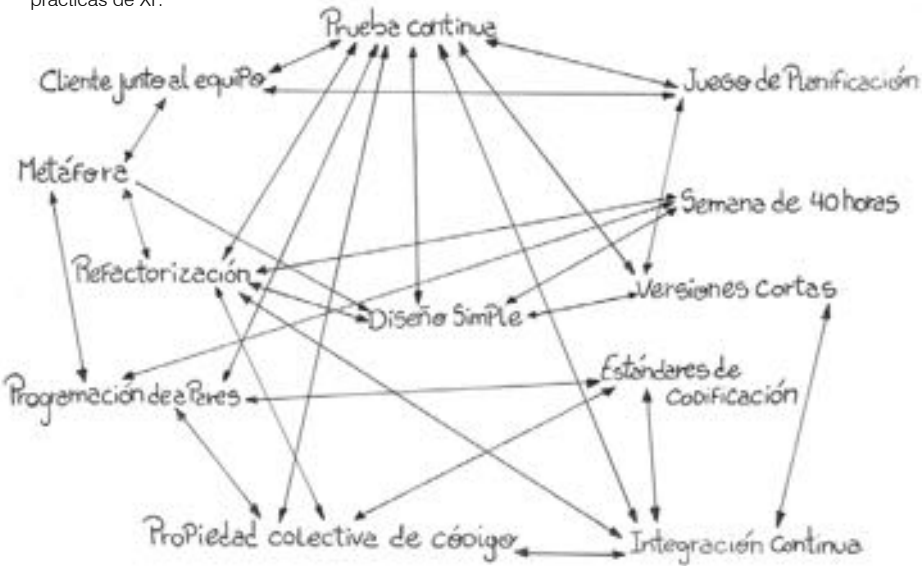 prácticas de XP.
Prueba continua
Cliente junto al equipo
Juego de Planificación
Metáfora
Semana de 40 horas
Refactorización
Versiones Cortas
Diseño Simple
Estándares de
Codificación
Programación de a Pares
Propiedad colectiva de código
Integración Continua